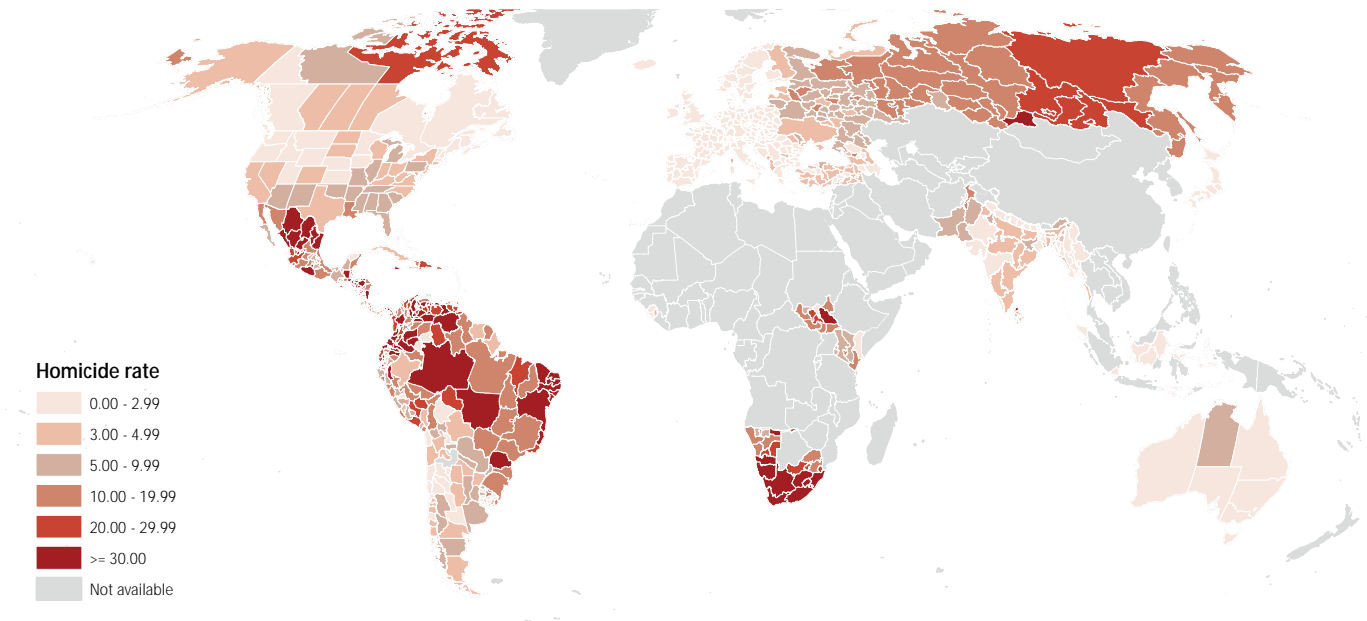 Homicide rate
0.00 - 2.99
3.00 - 4.99
5.00 - 9.99
10.00 - 19.99
20.00 - 29.99
>= 30.00
Not available